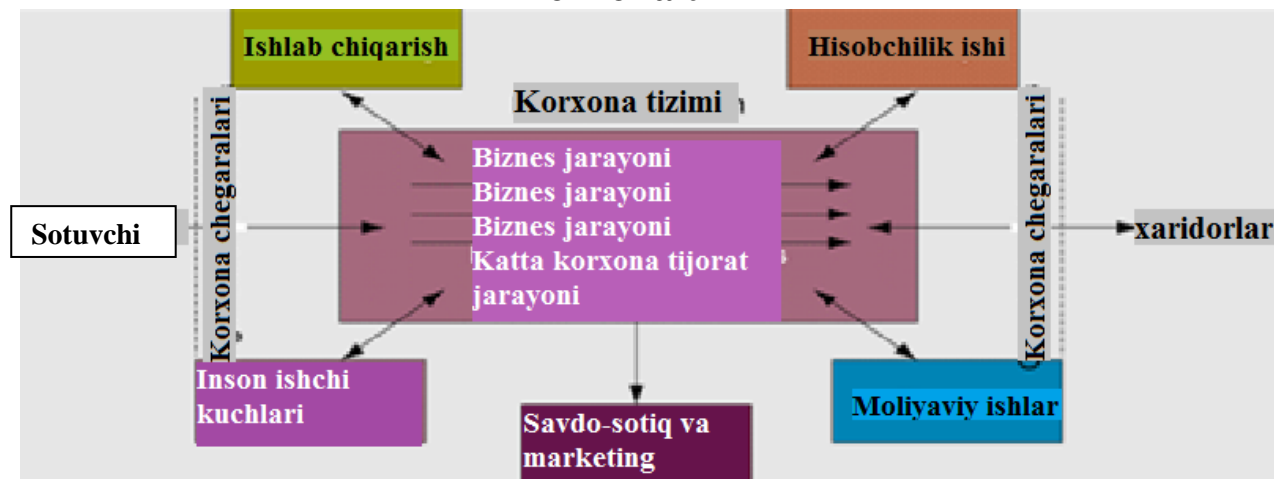 Ishlab chiqarish
Hisobchilik ishi
Korxona tizimi
Korxona chegaralari
Korxona chegaralari
Biznes jarayoni
Biznes jarayoni
Biznes jarayoni
Katta korxona tijorat
jarayoni
Sotuvchi
xaridorlar
Inson ishchi
kuchlari
Savdo-sotiq va
marketing
Moliyaviy ishlar